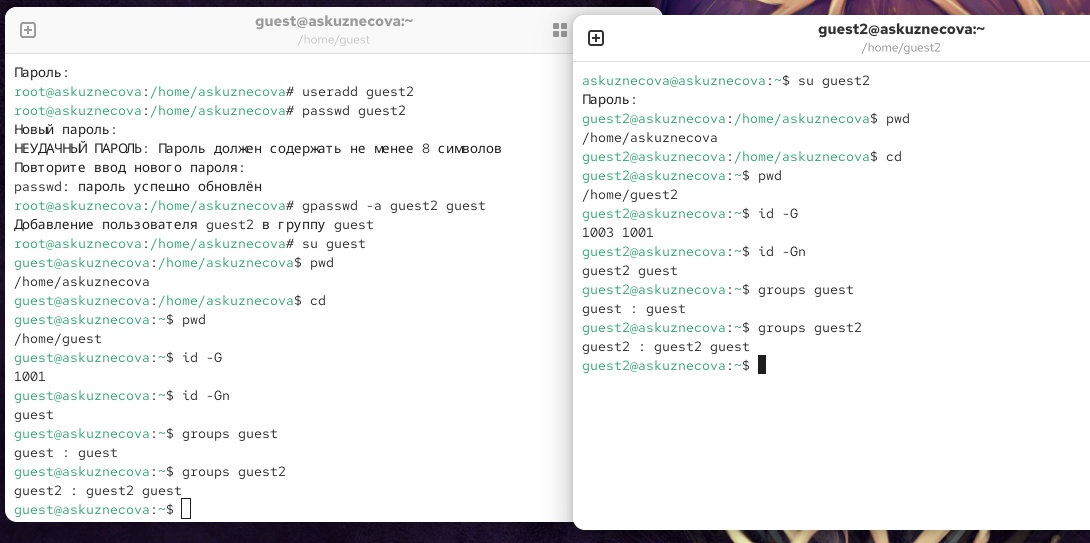 guest@askuznecova:~
/home/guest
Пароль:
root@askuznecova:/home/askuznecova# useradd guest2
root@askuznecova:/home/askuznecova# passwd guest2
Новый пароль:
НЕУДАЧНЫЙ ПАРОЛЬ: Пароль должен содержать не менее 8 символов
Повторите ввод нового пароля:
passwd: пароль успешно обновлён
root@askuznecova:/home/askuznecova# gpasswd -a guest2 guest
Добавление пользователя guest2 в группу guest
root@askuznecova:/home/askuznecova# su guest
guest@askuznecova:/home/askuznecova$ pwd
/home/askuznecova
guest@askuznecova:/home/askuznecova$ cd
guest@askuznecova:~$ pwd
/home/guest
guest@askuznecova:~$ id -G
1001
guest@askuznecova:~$ id -Gn
guest
guest@askuznecova:~$ groups guest
guest : guest
guest@askuznecova:~$ groups guest2
guest2 : guest2 guest
guest@askuznecova:~$
guest2@askuznecova:~
/home/guest2
askuznecova@askuznecova:~$ su guest2
Пароль:
guest2@askuznecova:/home/askuznecova$ pwd
/home/askuznecova
guest2@askuznecova:/home/askuznecova$ cd
guest2@askuznecova:~$ pwd
/home/guest2
guest2@askuznecova:~$ id -G
1003 1001
guest2@askuznecova:~$ id -Gn
guest2 guest
guest2@askuznecova:~$ groups guest
guest : guest
guest2@askuznecova:~$ groups guest2
guest2 : guest2 guest
guest2@askuznecova:~$